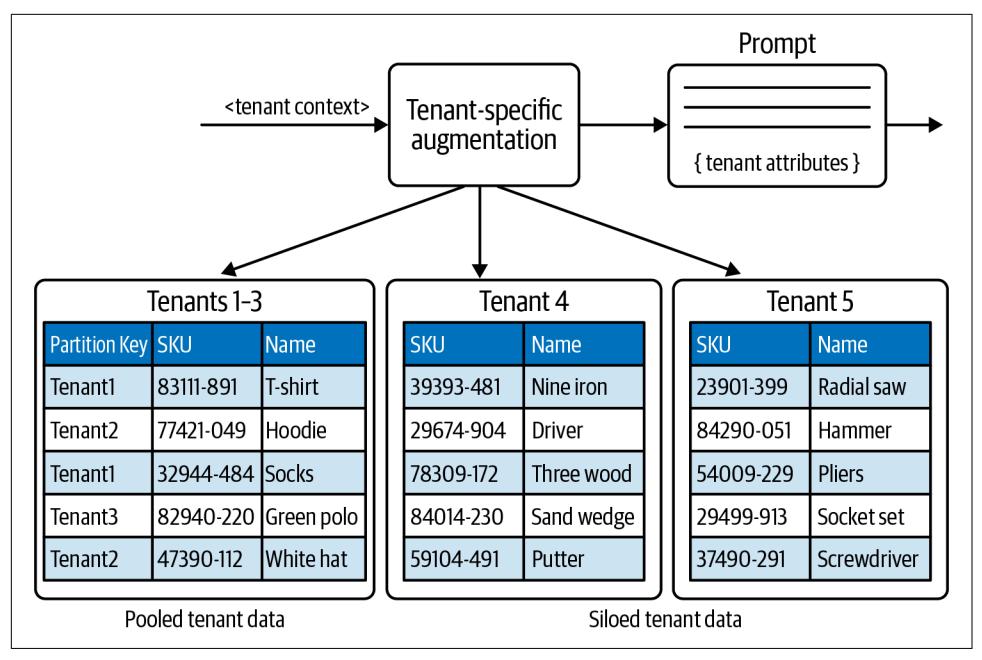 Prompt
<tenant context>
Tenant-specific
augmentation
{ tenant attributes }
Tenants 1–3
Partition Key SKU Name
Tenant1 83111-891 T-shirt
Tenant2 77421-049 Hoodie
Tenant1 32944-484 Socks
Tenant3 82940-220 Green polo
Tenant2 47390-112 White hat
Pooled tenant data
Tenant 4
SKU Name
39393-481 Nine iron
29674-904 Driver
78309-172 Three wood
84014-230 Sand wedge
59104-491 Putter
Tenant 5
SKU Name
23901-399 Radial saw
84290-051 Hammer
54009-229 Pliers
29499-913 Socket set
37490-291 Screwdriver
Siloed tenant data